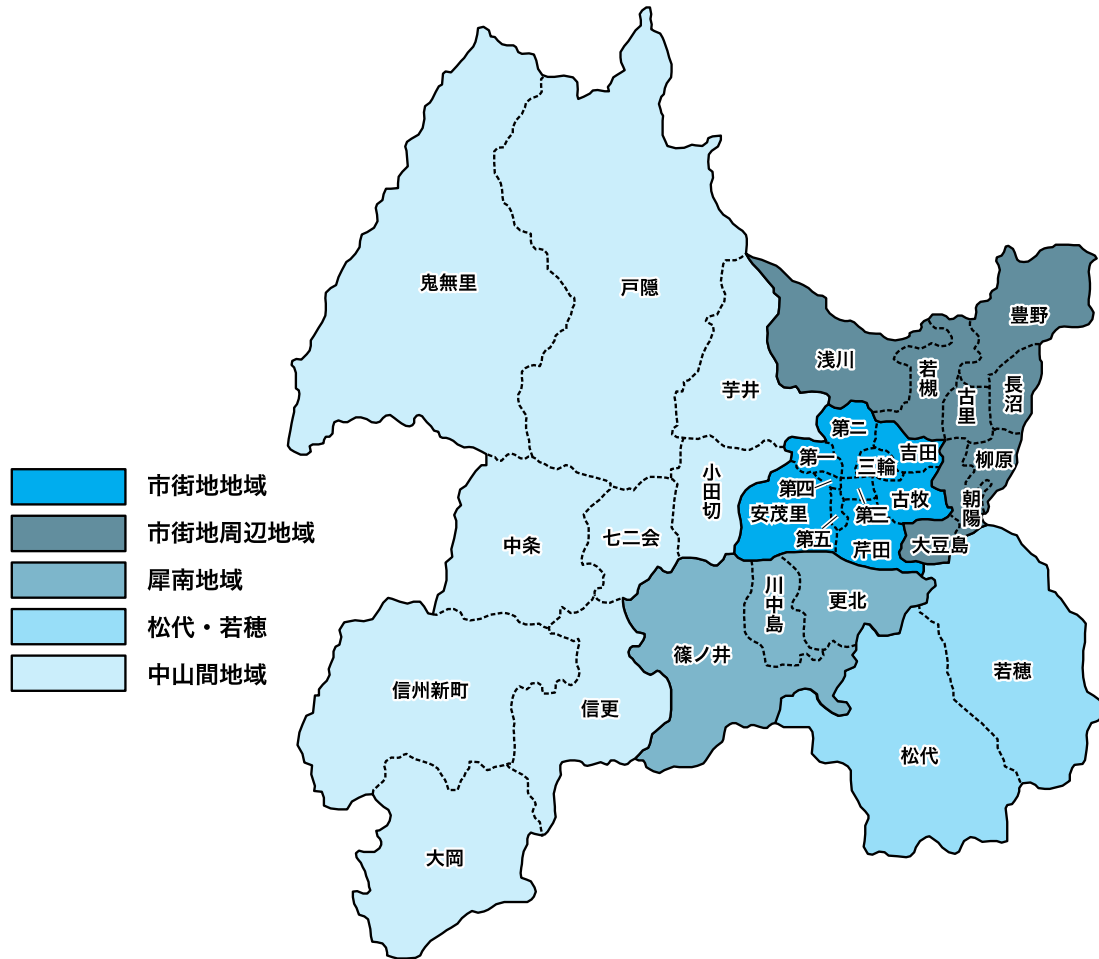 鬼無里
戸隠
豊野
浅川
若槻
芋井
古里
長沼
第二
吉田
第一
三輪
柳原
小田切
第四
古牧
朝陽
安茂里
第三
第五
芹田
大豆島
中条
七二会
川中島
更北
篠ノ井
若穂
信州新町
信更
松代
大岡
市街地地域
市街地周辺地域
犀南地域
松代・若穂
中山間地域